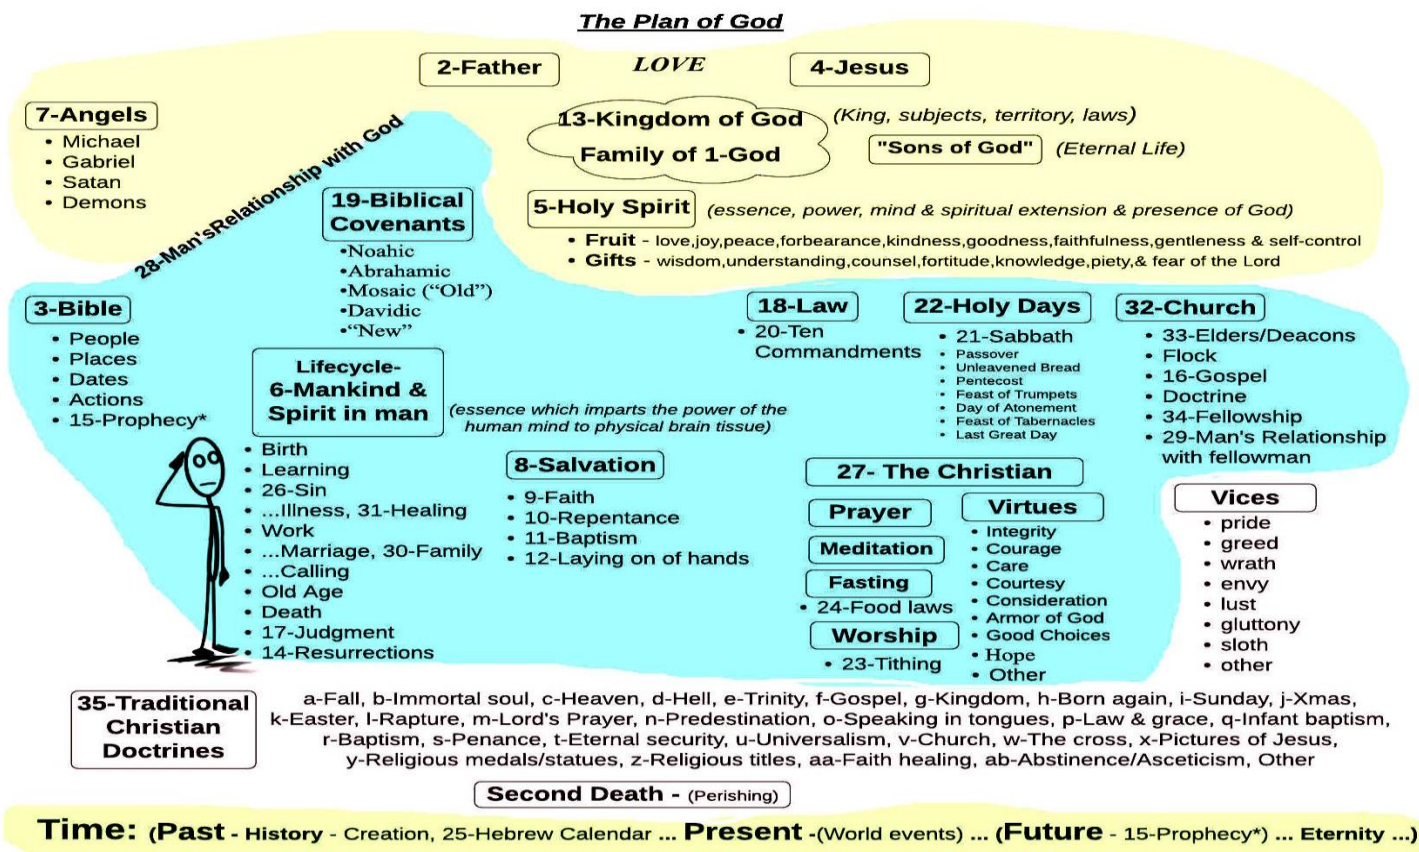 The Plan of God
2-Father
LOVE
4-Jesus
7-Angels
• Michael
• Gabriel
• Satan
• Demons
28-Man'sRelationship with God
13-Kingdom of God
Family of 1-God
(King, subjects, territory, laws)
"Sons of God"
(Eternal Life)
19-Biblical
Covenants
•Noahic
•Abrahamic
•Mosaic (“Old”)
•Davidic
•“New”
5-Holy Spirit
(essence, power, mind & spiritual extension & presence of God)
• Fruit - love,joy,peace,forbearance,kindness,goodness,faithfulness,gentleness & self-control
• Gifts - wisdom,understanding,counsel,fortitude,knowledge,piety,& fear of the Lord
3-Bible
• People
• Places
• Dates
• Actions
• 15-Prophecy*
Lifecycle-
6-Mankind &
Spirit in man
(essence which imparts the power of the
human mind to physical brain tissue)
• Birth
• Learning
• 26-Sin
• ...Illness, 31-Healing
• Work
• ...Marriage, 30-Family
• ...Calling
• Old Age
• Death
• 17-Judgment
• 14-Resurrections
8-Salvation
• 9-Faith
• 10-Repentance
• 11-Baptism
• 12-Laying on of hands
18-Law
• 20-Ten
Commandments
22-Holy Days
• 21-Sabbath
• Passover
• Unleavened Bread
• Pentecost
• Feast of Trumpets
• Day of Atonement
• Feast of Tabernacles
• Last Great Day
32-Church
• 33-Elders/Deacons
• Flock
• 16-Gospel
• Doctrine
• 34-Fellowship
• 29-Man's Relationship
with fellowman
27- The Christian
Prayer
Meditation
Fasting
• 24-Food laws
Worship
• 23-Tithing
Virtues
• Integrity
• Courage
• Care
• Courtesy
• Consideration
• Armor of God
• Good Choices
• Hope
• Other
Vices
• pride
• greed
• wrath
• envy
• lust
• gluttony
• sloth
• other
35-Traditional
Christian
Doctrines
a-Fall, b-Immortal soul, c-Heaven, d-Hell, e-Trinity, f-Gospel, g-Kingdom, h-Born again, i-Sunday, j-Xmas,
k-Easter, l-Rapture, m-Lord's Prayer, n-Predestination, o-Speaking in tongues, p-Law & grace, q-Infant baptism,
r-Baptism, s-Penance, t-Eternal security, u-Universalism, v-Church, w-The cross, x-Pictures of Jesus,
y-Religious medals/statues, z-Religious titles, aa-Faith healing, ab-Abstinence/Asceticism, Other
Second Death - (Perishing)
Time: (Past - History - Creation, 25-Hebrew Calendar ... Present -(World events) ... (Future - 15-Prophecy*) ... Eternity ...)